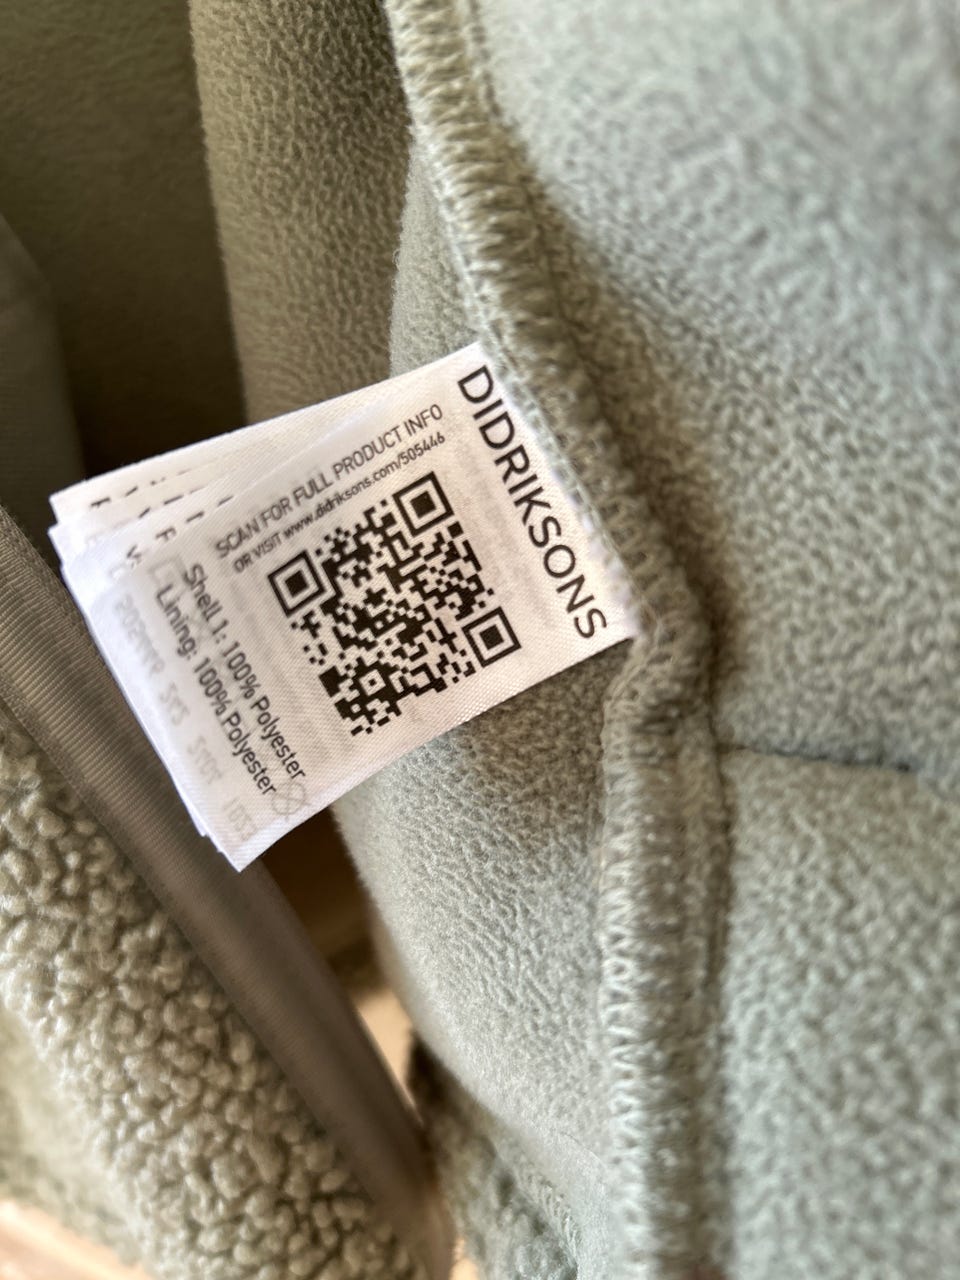 DIDRIKSONS
SCAN FOR FULL PRODUCT INFO
OR VISIT www.didriksons.com/505446
Shell 1: 100% Polyester
Lining: 100% Polyester